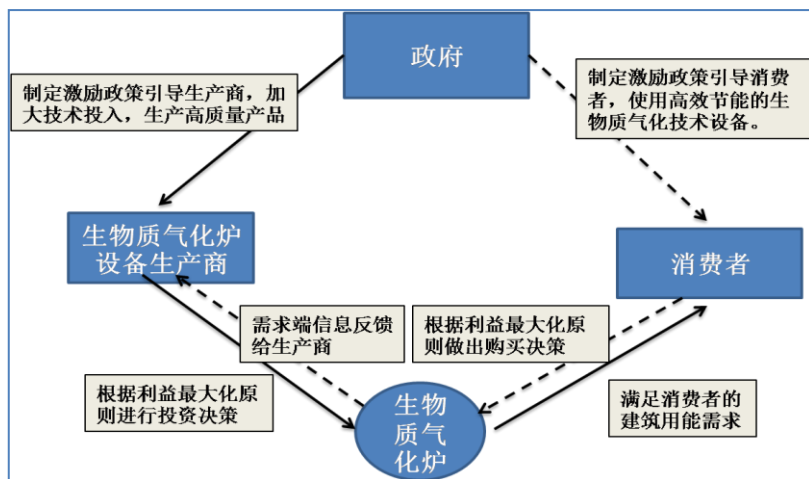 政府
制定激励政策引导生产商，加
大技术投入，生产高质量产品
制定激励政策引导消费
者，使用高效节能的生
物质气化技术设备。
生物质气化炉
设备生产商
消费者
需求端信息反馈
给生产商
根据利益最大化原
则做出购买决策
根据利益最大化原
则进行投资决策
生物
质气
化炉
满足消费者的
建筑用能需求